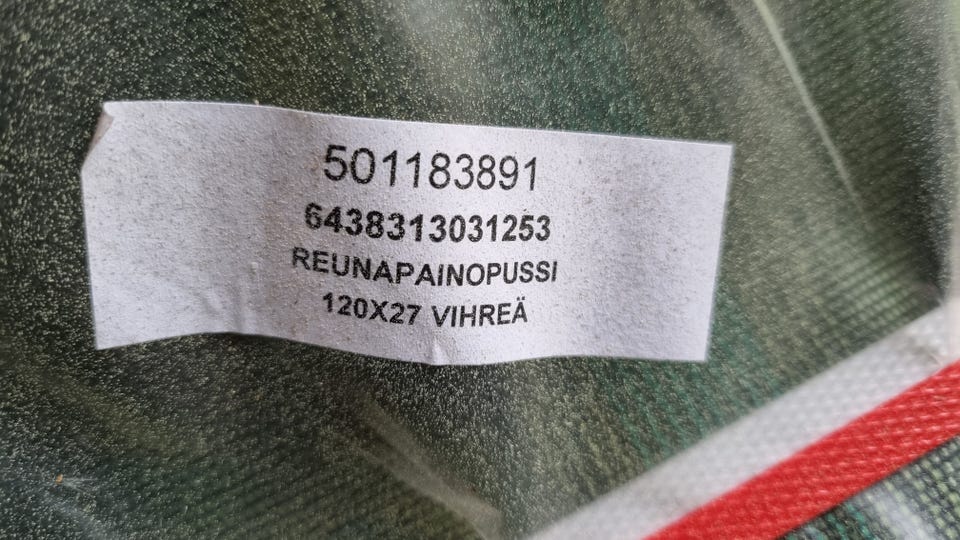 501183891
6438313031253
REUNAPAINOPUSSI
120X27 VIHREÄ